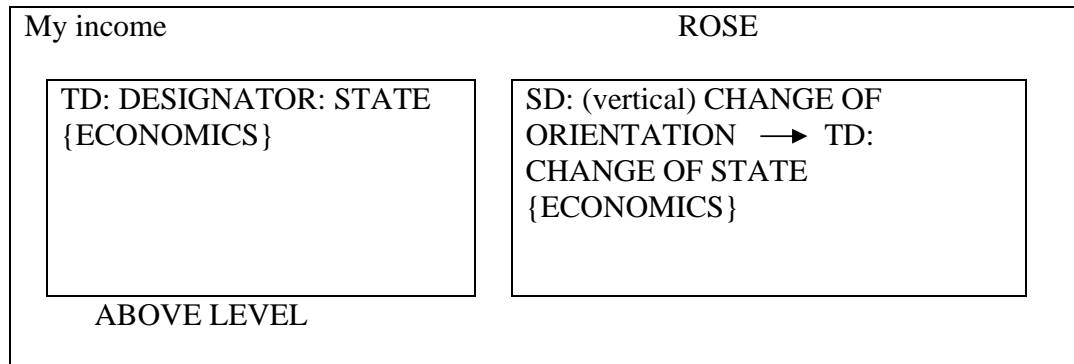 My income ROSE
TD: DESIGNATOR: STATE
{ECONOMICS}
SD: (vertical) CHANGE OF
ORIENTATION → TD:
CHANGE OF STATE
{ECONOMICS}
ABOVE LEVEL